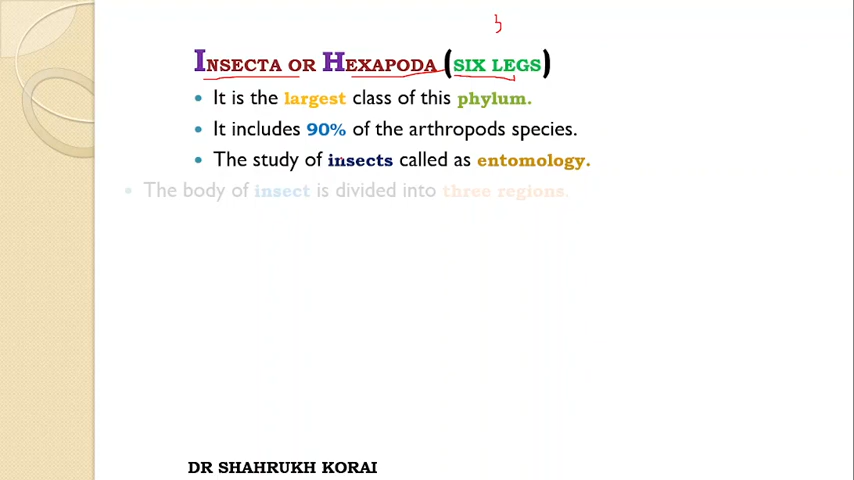 INSECTA OR HEXAPODA (SIX LEGS)
• It is the largest class of this phylum.
• It includes 90% of the arthropods species.
• The study of insects called as entomology.
• The body of insect is divided into three regions.
DR SHAHRUKH KORAI